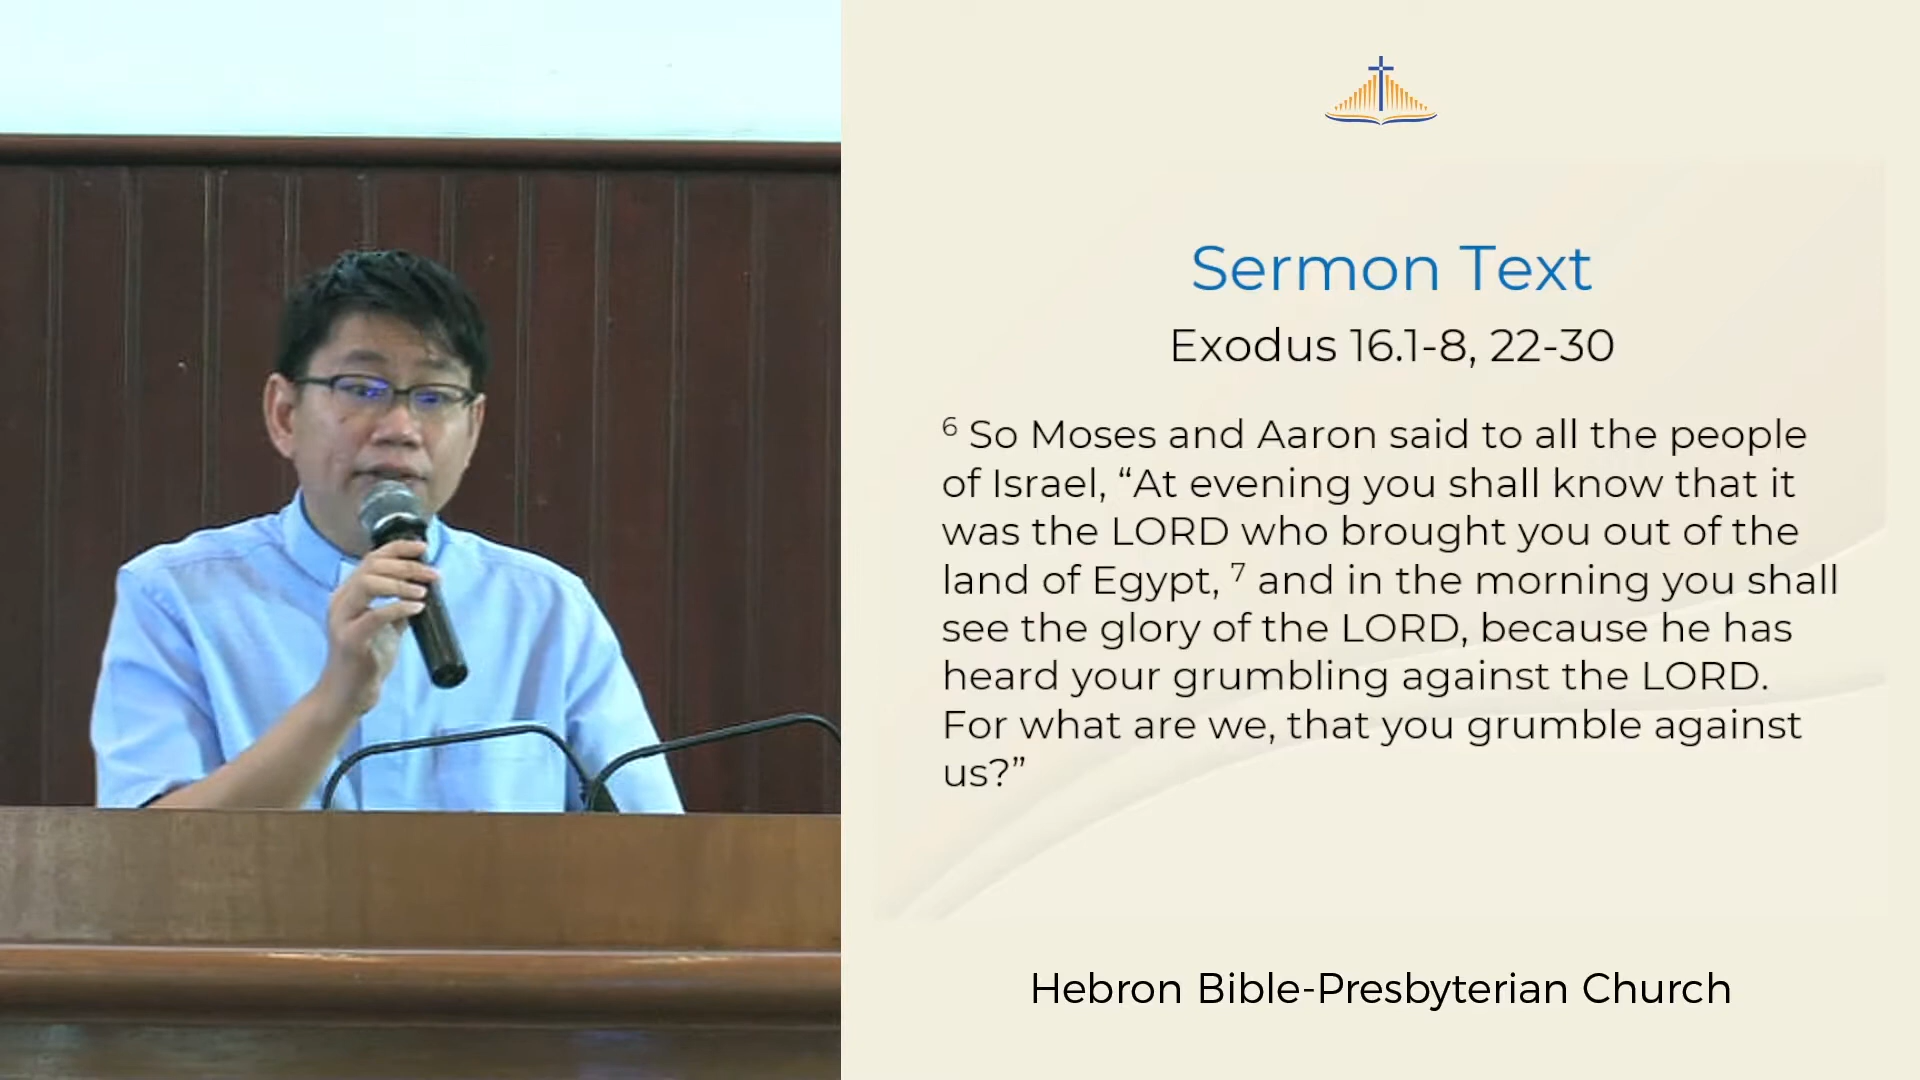 Sermon Text
Exodus 16.1-8, 22-30
⁶ So Moses and Aaron said to all the people
of Israel, “At evening you shall know that it
was the LORD who brought you out of the
land of Egypt, ⁷ and in the morning you shall
see the glory of the LORD, because he has
heard your grumbling against the LORD.
For what are we, that you grumble against
us?”
Hebron Bible-Presbyterian Church